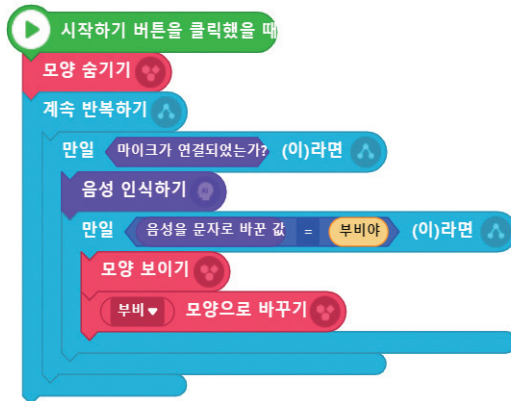 시작하기 버튼을 클릭했을 때
모양 숨기기
계속 반복하기
만일 마이크가 연결되었는가? (이)라면
음성 인식하기
만일 음성을 문자로 바꾼 값 = 부비야 (이)라면
모양 보이기
부비 모양으로 바꾸기